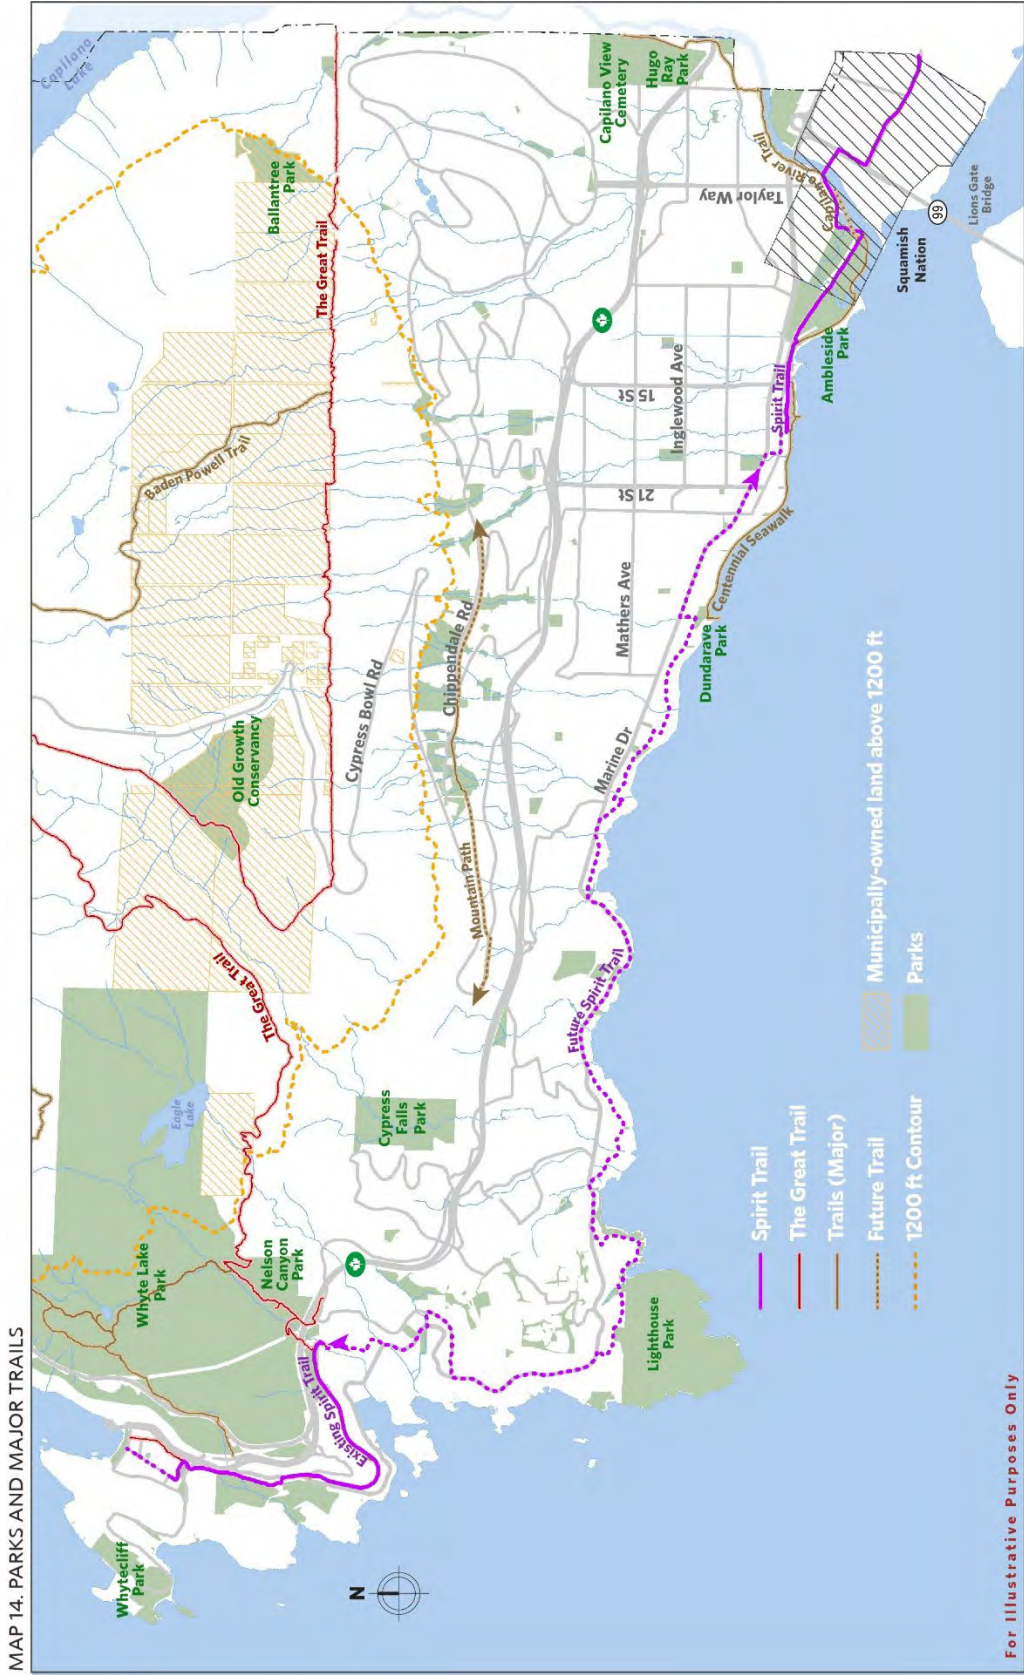 MAP 14. PARKS AND MAJOR TRAILS
Whytecliff
Park
Whyte Lake
Park
Eagle
Lake
Nelson
Canyon
Park
Existing Spirit Trail
Lighthouse
Park
Cypress
Falls
Park
The Great Trail
Old Growth
Conservancy
Cypress Bowl Rd
Mountain Path
Chippendale Rd
Future Spirit Trail
Marine Dr
Mathers Ave
Dundarave
Park
Centennial Seawalk
Baden Powell Trail
21 St
15 St
Inglewood Ave
Spirit Trail
Ambleside
Park
The Great Trail
Ballantree
Park
Capilano
Lake
Capilano View
Cemetery
Hugo
Ray
Park
Taylor Way
Capilano River Trail
Squamish
Nation
99
Lions Gate
Bridge
N
Spirit Trail
The Great Trail
Trails (Major)
Future Trail
1200 ft Contour
Municipally-owned land above 1200 ft
Parks
For Illustrative Purposes Only